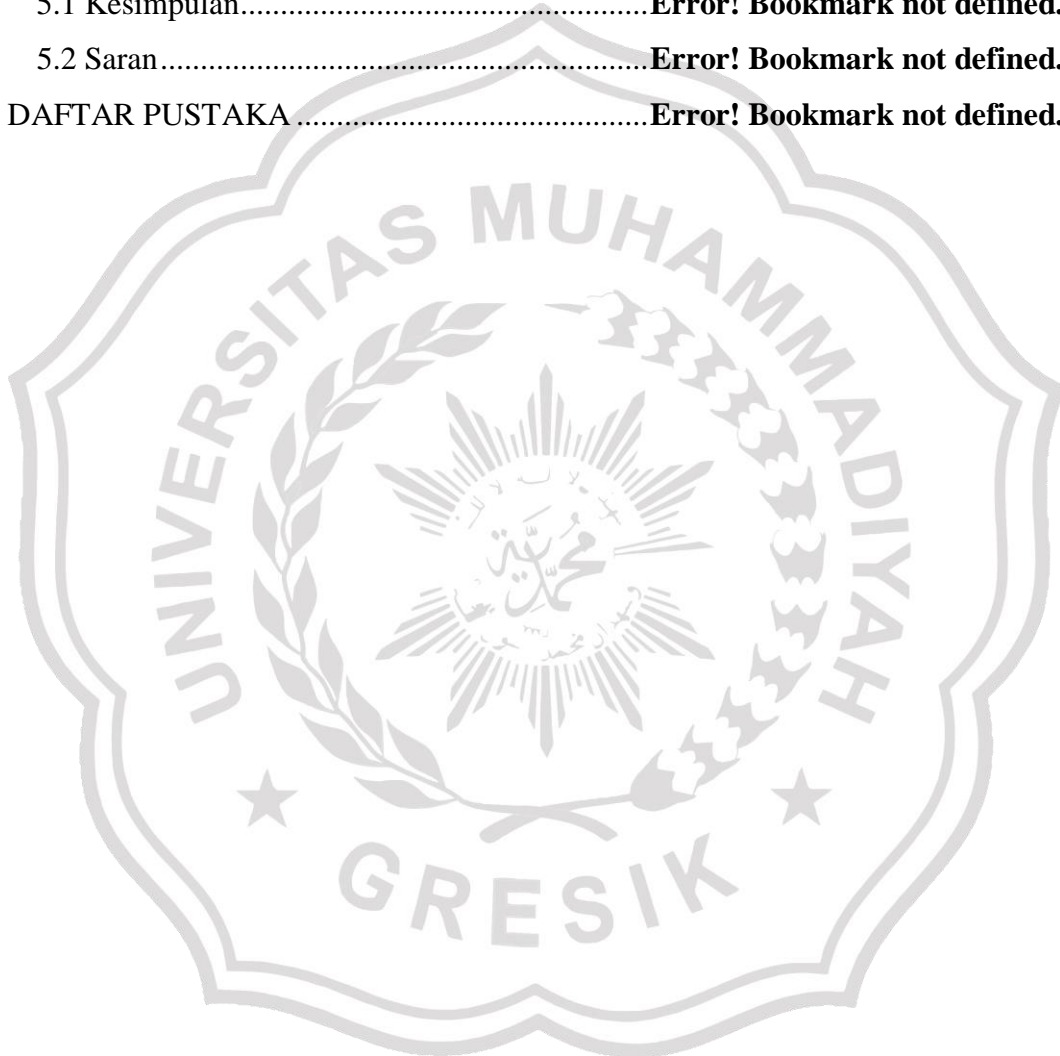 5.1 Kesimpulan...................................................Error! Bookmark not defined.
5.2 Saran.............................................................Error! Bookmark not defined.
DAFTAR PUSTAKA............................................Error! Bookmark not defined.
UNIVERSITAS MUHAMMADIYAH
محمد
GRESIK